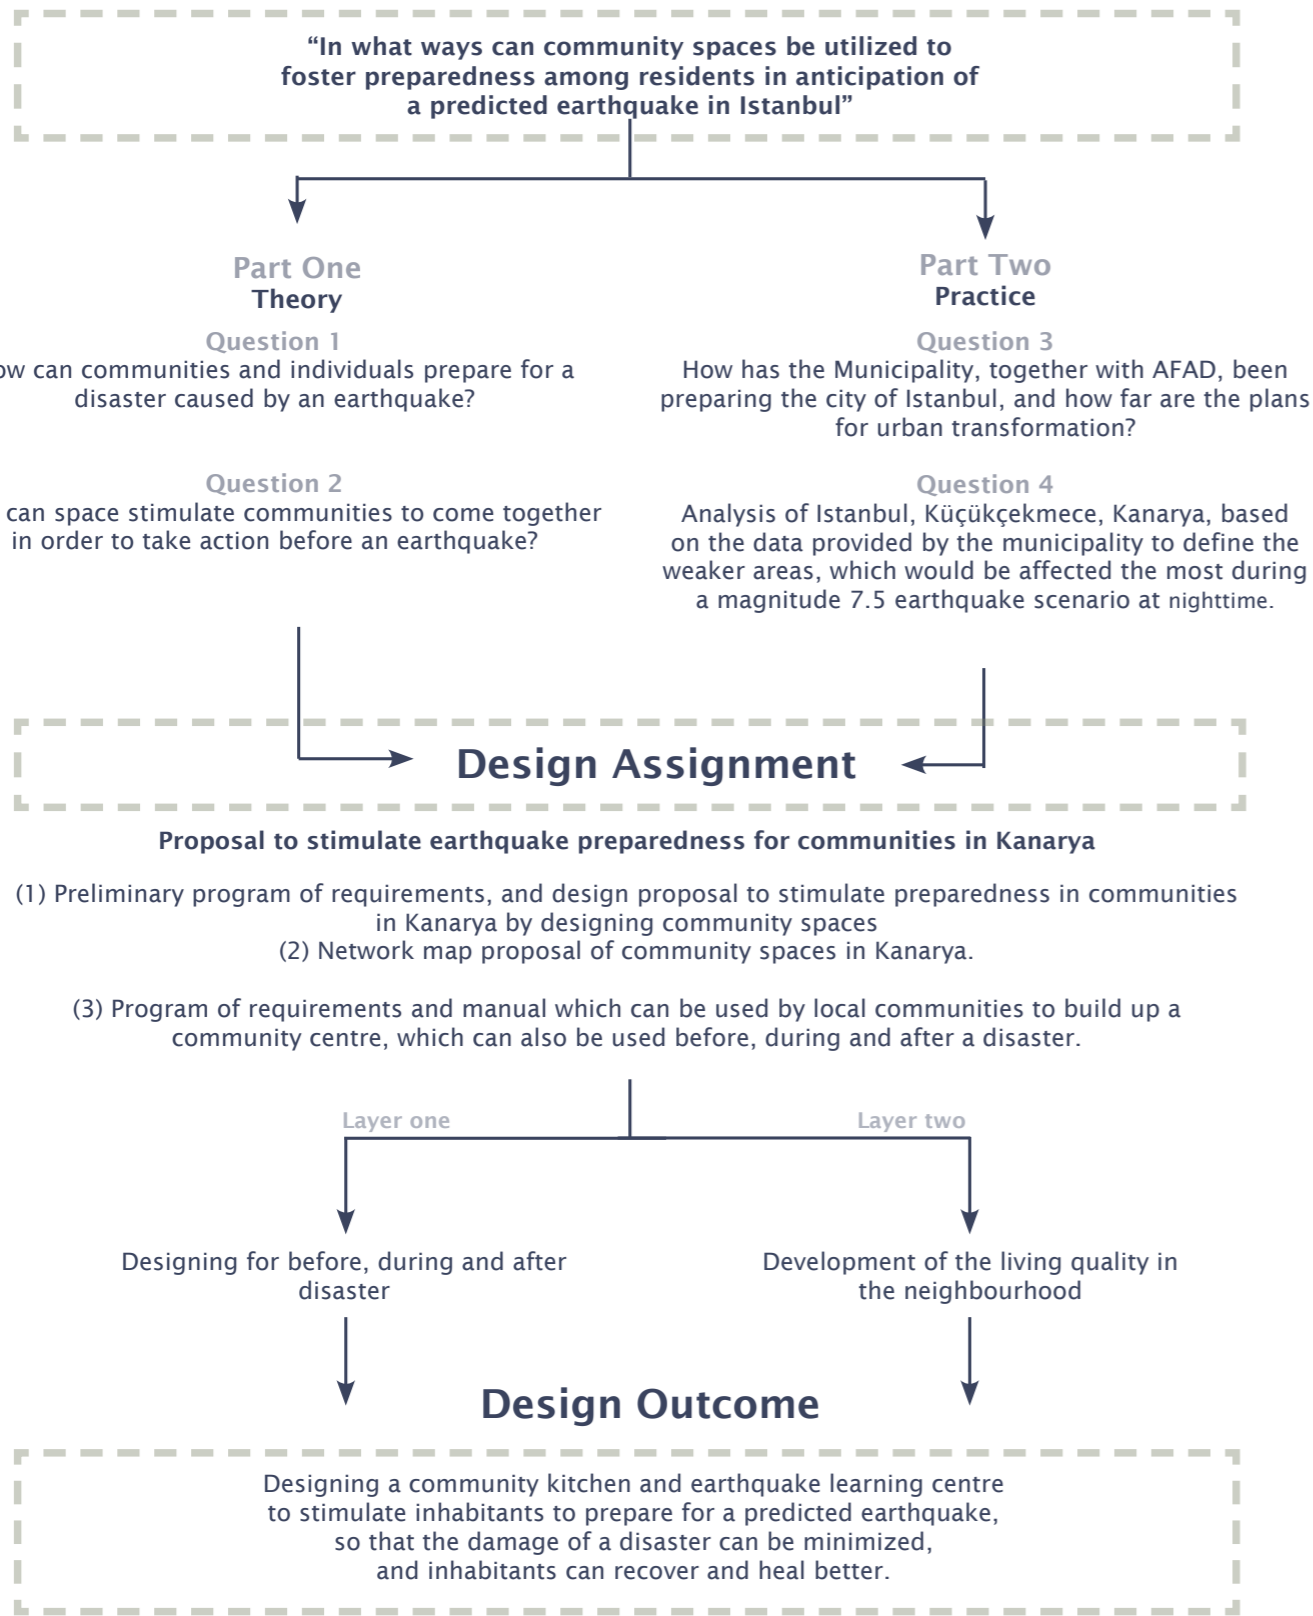 “In what ways can community spaces be utilized to
foster preparedness among residents in anticipation of
a predicted earthquake in Istanbul”
Part One
Theory
Question 1
ow can communities and individuals prepare for a
disaster caused by an earthquake?
Question 2
can space stimulate communities to come together
in order to take action before an earthquake?
Part Two
Practice
Question 3
How has the Municipality, together with AFAD, been
preparing the city of Istanbul, and how far are the plans
for urban transformation?
Question 4
Analysis of Istanbul, Küçükçekmece, Kanarya, based
on the data provided by the municipality to define the
weaker areas, which would be affected the most during
a magnitude 7.5 earthquake scenario at nighttime.
Design Assignment
Proposal to stimulate earthquake preparedness for communities in Kanarya
(1) Preliminary program of requirements, and design proposal to stimulate preparedness in communities
in Kanarya by designing community spaces
(2) Network map proposal of community spaces in Kanarya.
(3) Program of requirements and manual which can be used by local communities to build up a
community centre, which can also be used before, during and after a disaster.
Layer one
Layer two
Designing for before, during and after
disaster
Development of the living quality in
the neighbourhood
Design Outcome
Designing a community kitchen and earthquake learning centre
to stimulate inhabitants to prepare for a predicted earthquake,
so that the damage of a disaster can be minimized,
and inhabitants can recover and heal better.